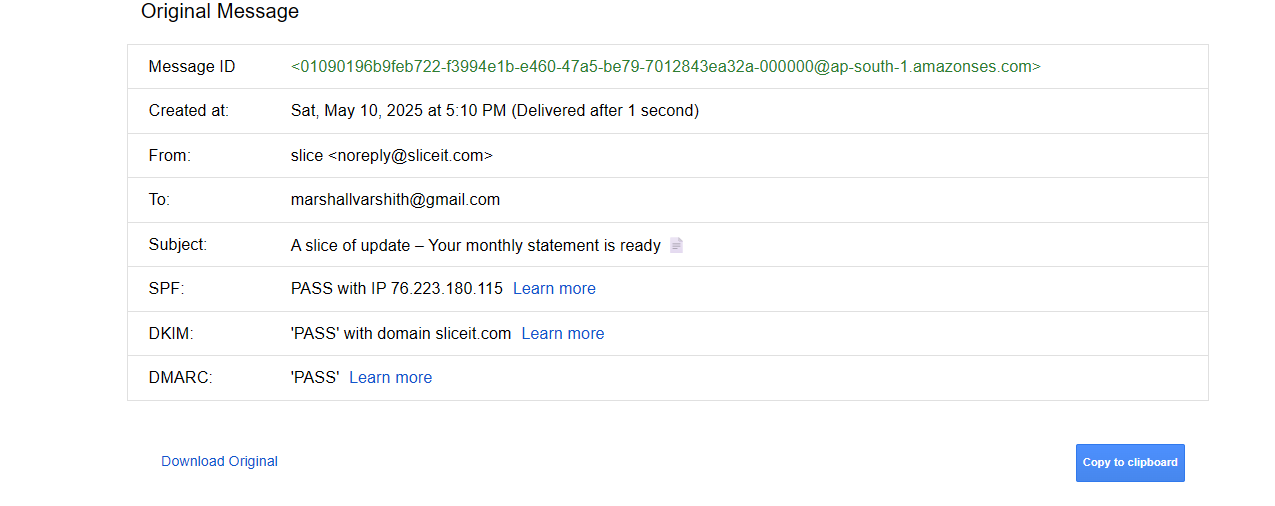 Original Message
Message ID <01090196b9feb722-f3994e1b-e460-47a5-be79-7012843ea32a-000000@ap-south-1.amazonses.com>
Created at: Sat, May 10, 2025 at 5:10 PM (Delivered after 1 second)
From: slice <noreply@sliceit.com>
To: marshallvarshith@gmail.com
Subject: A slice of update – Your monthly statement is ready
SPF: PASS with IP 76.223.180.115 Learn more
DKIM: 'PASS' with domain sliceit.com Learn more
DMARC: 'PASS' Learn more
Download Original Copy to clipboard